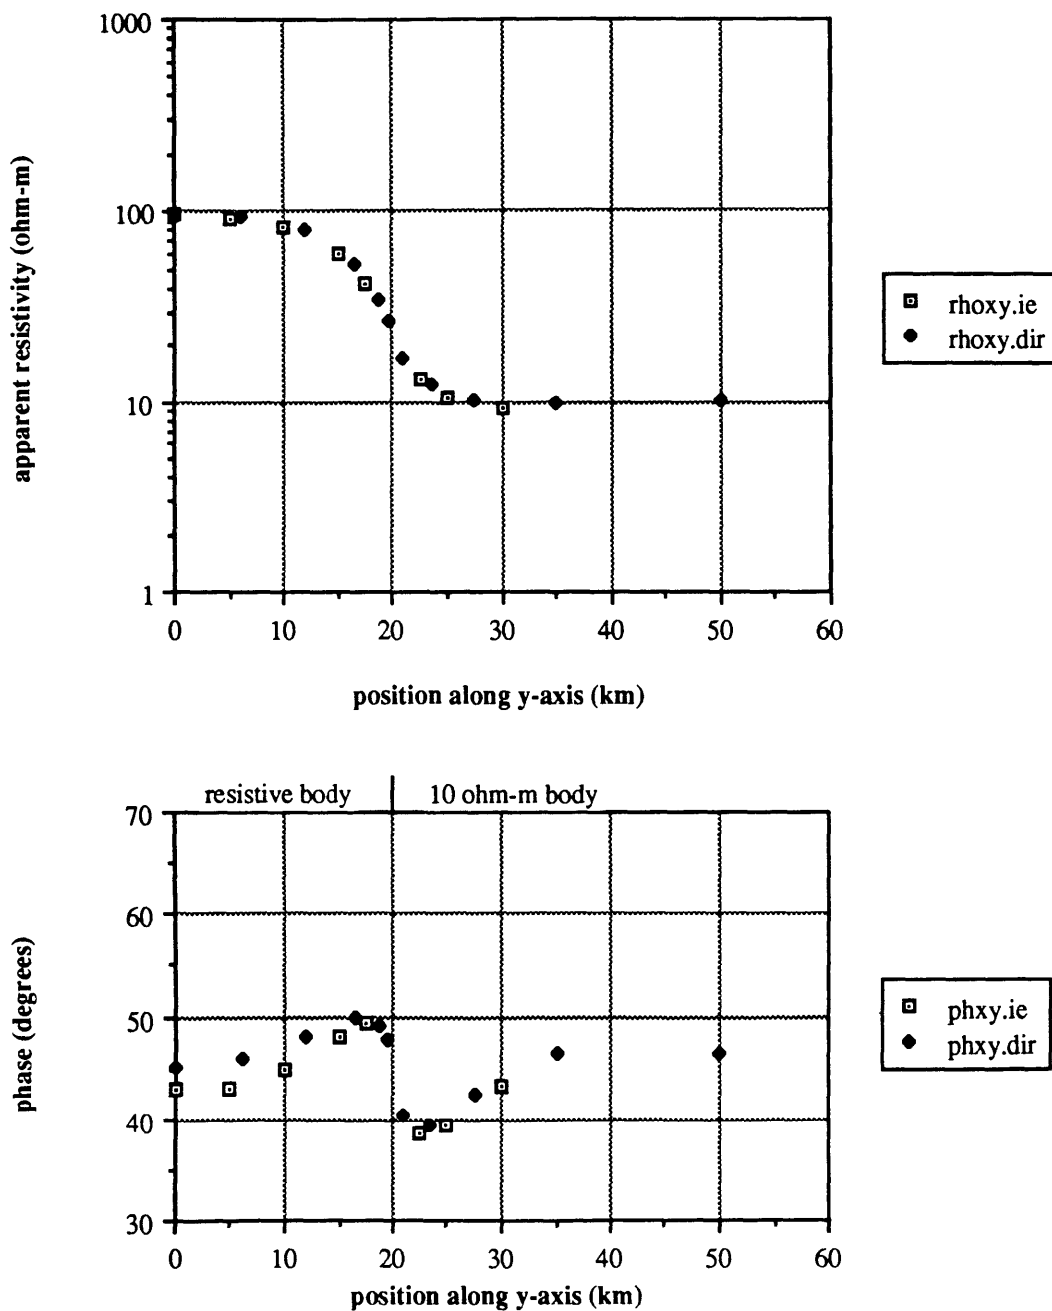 1000
100
10
1
apparent resistivity (ohm-m)
0 10 20 30 40 50 60
position along y-axis (km)
rhoxy.ie
rhoxy.dir
resistive body 10 ohm-m body
70
60
50
40
30
phase (degrees)
0 10 20 30 40 50 60
position along y-axis (km)
phxy.ie
phxy.dir